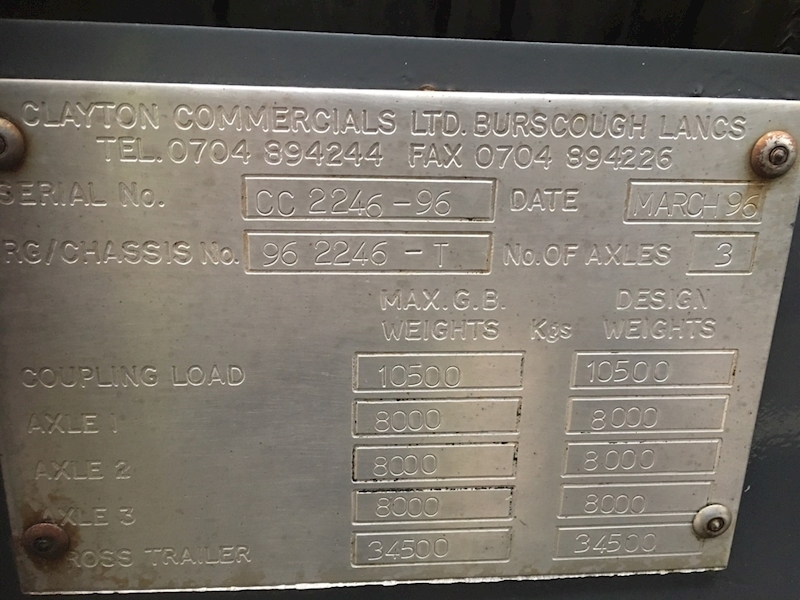 CLAYTON COMMERCIALS LTD. BURSCOUGH LANCS
TEL. 0704 894244 FAX 0704 894226
SERIAL No. CC 2246-96 DATE MARCH 96
RG/CHASSIS No. 96 2246-T No. OF AXLES 3
MAX. G.B. WEIGHTS Kgs DESIGN WEIGHTS
COUPLING LOAD 10500 10500
AXLE 1 8000 8000
AXLE 2 8000 8000
AXLE 3 8000 8000
ROSS TRAILER 34500 34500